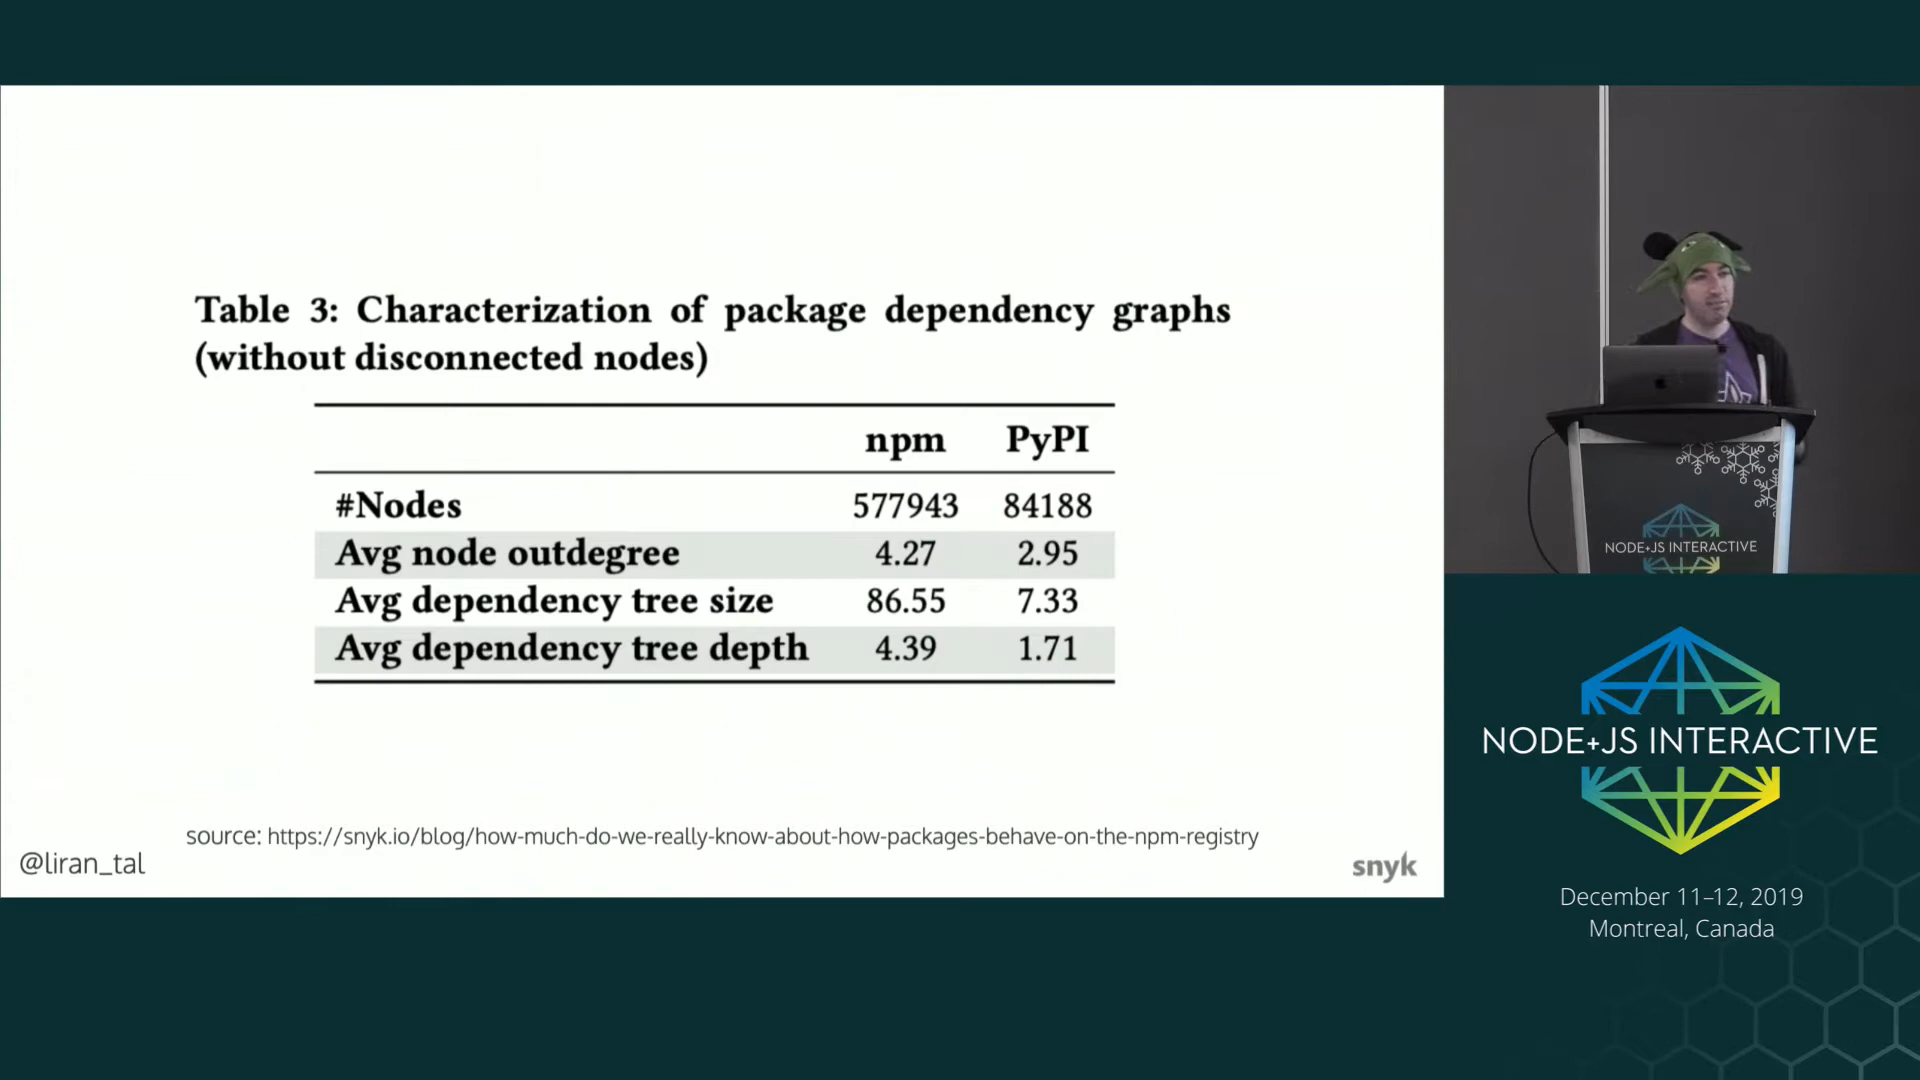 Table 3: Characterization of package dependency graphs
(without disconnected nodes)
npm PyPI
#Nodes 577943 84188
Avg node outdegree 4.27 2.95
Avg dependency tree size 86.55 7.33
Avg dependency tree depth 4.39 1.71
source: https://snyk.io/blog/how-much-do-we-really-know-about-how-packages-behave-on-the-npm-registry
@liran_tal
snyk
NODE+JS INTERACTIVE
NODE+JS INTERACTIVE
December 11–12, 2019
Montreal, Canada